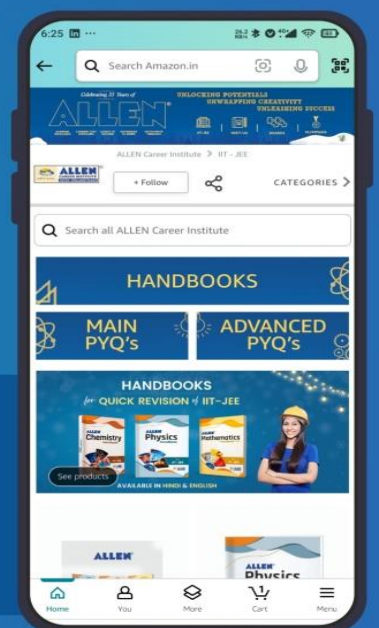 6:25
Search Amazon.in
Celebrating 31 Years of
ALLEN
UNLOCKING POTENTIALS
UNWRAPPING CREATIVITY
UNLEASHING SUCCESS
ALLEN Career Institute > IIT - JEE
ALLEN
+ Follow
CATEGORIES >
Search all ALLEN Career Institute
HANDBOOKS
MAIN
PYQ's
ADVANCED
PYQ's
HANDBOOKS
for QUICK REVISION of IIT-JEE
ALLEN
Chemistry
ALLEN
Physics
ALLEN
Mathematics
See products
AVAILABLE IN HINDI & ENGLISH
ALLEN
ALLEN
Physics
Home
You
More
1
Cart
Menu